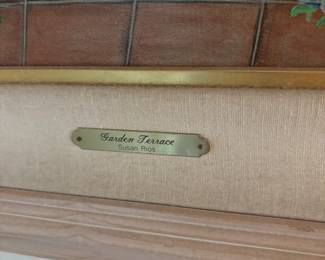 Garden Terrace
Susan Rios